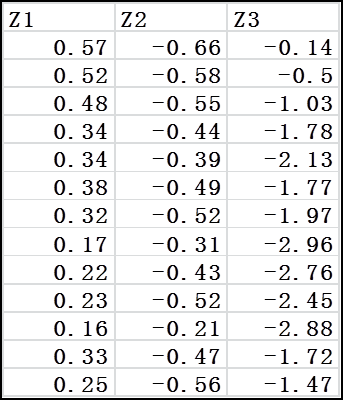 Z1 Z2 Z3
0.57 -0.66 -0.14
0.52 -0.58 -0.5
0.48 -0.55 -1.03
0.34 -0.44 -1.78
0.34 -0.39 -2.13
0.38 -0.49 -1.77
0.32 -0.52 -1.97
0.17 -0.31 -2.96
0.22 -0.43 -2.76
0.23 -0.52 -2.45
0.16 -0.21 -2.88
0.33 -0.47 -1.72
0.25 -0.56 -1.47